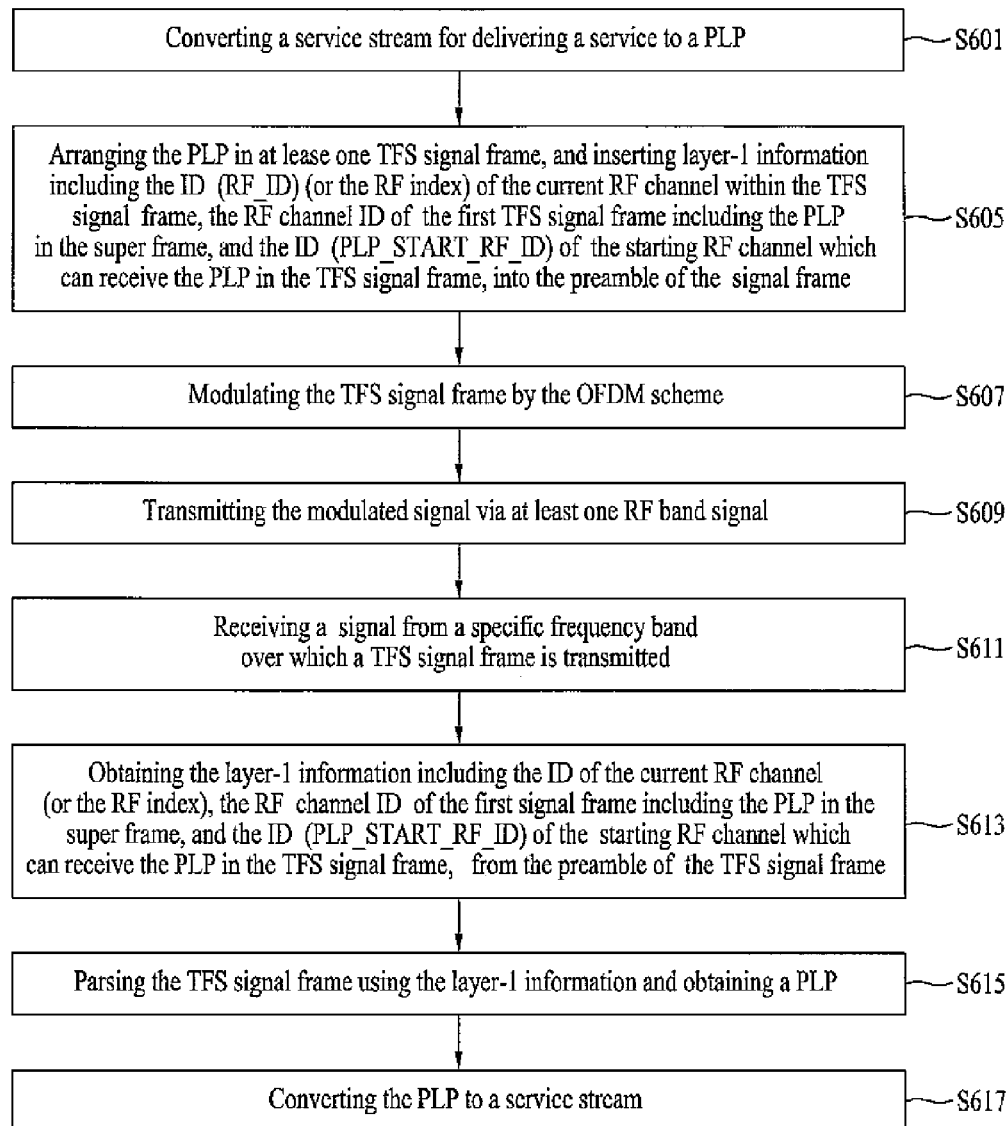 Converting a service stream for delivering a service to a PLP
S601
Arranging the PLP in at lease one TFS signal frame, and inserting layer-1 information
including the ID (RF_ID) (or the RF index) of the current RF channel within the TFS
signal frame, the RF channel ID of the first TFS signal frame including the PLP
in the super frame, and the ID (PLP_START_RF_ID) of the starting RF channel which
can receive the PLP in the TFS signal frame, into the preamble of the signal frame
S605
Modulating the TFS signal frame by the OFDM scheme
S607
Transmitting the modulated signal via at least one RF band signal
S609
Receiving a signal from a specific frequency band
over which a TFS signal frame is transmitted
S611
Obtaining the layer-1 information including the ID of the current RF channel
(or the RF index), the RF channel ID of the first signal frame including the PLP in the
super frame, and the ID (PLP_START_RF_ID) of the starting RF channel which
can receive the PLP in the TFS signal frame, from the preamble of the TFS signal frame
S613
Parsing the TFS signal frame using the layer-1 information and obtaining a PLP
S615
Converting the PLP to a service stream
S617